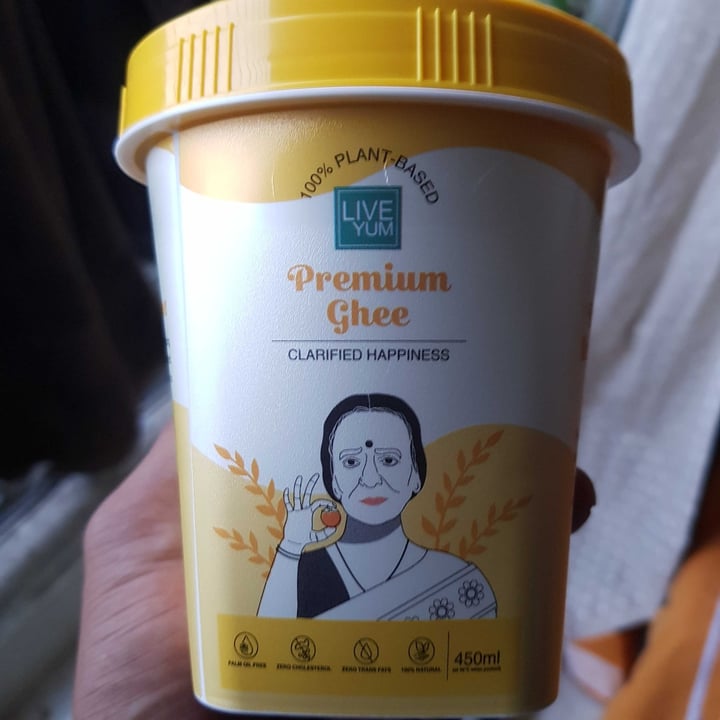 100% PLANT-BASED
LIVE
YUM
Premium
Ghee
CLARIFIED HAPPINESS
PALM OIL FREE
ZERO CHOLESTEROL
ZERO TRANS FATS
100% NATURAL
450ml